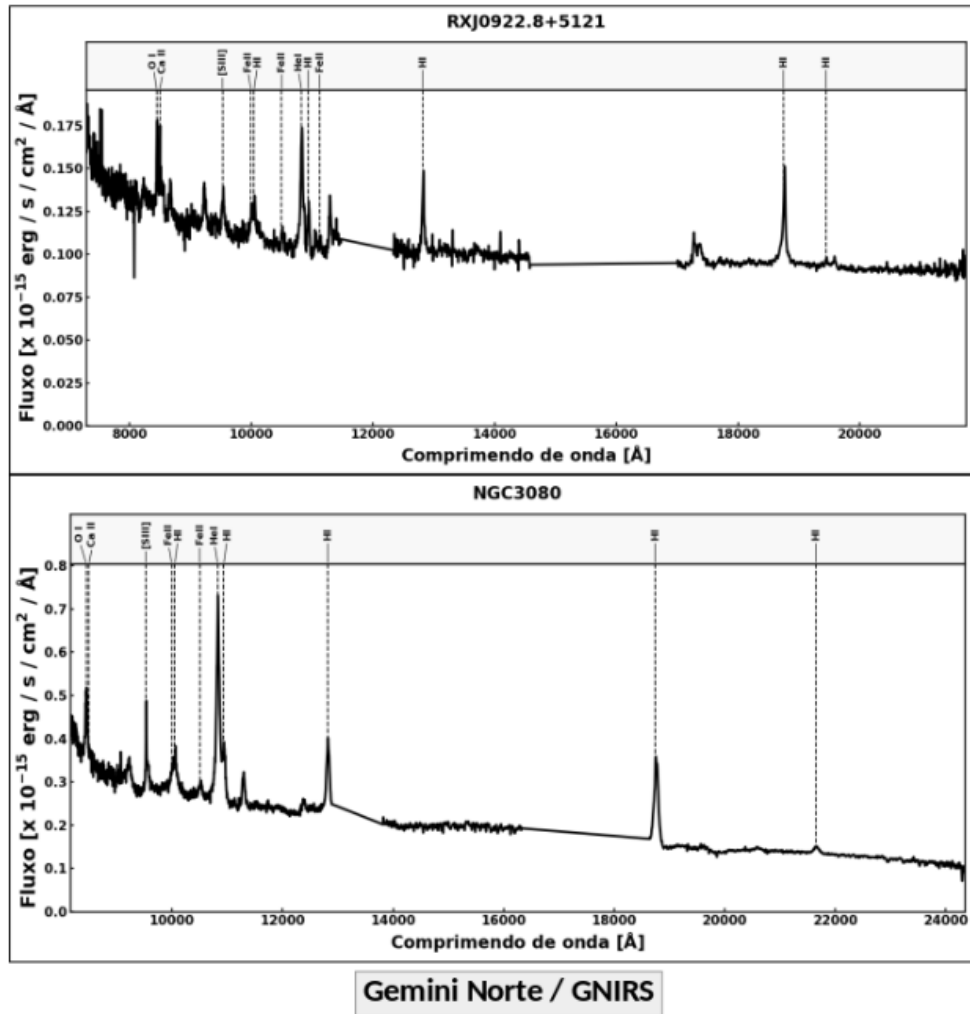 RXJ0922.8+5121
O I
Ca II
[SIII]
FeII
HI
FeII
HeI
HI
FeII
HI
HI
HI
Fluxo [x 10⁻¹⁵ erg / s / cm² / Å]
0.175
0.150
0.125
0.100
0.075
0.050
0.025
0.000
8000 10000 12000 14000 16000 18000 20000
Comprimendo de onda [Å]
NGC3080
O I
Ca II
[SIII]
FeII
HI
FeII
HeI
HI
HI
HI
HI
Fluxo [x 10⁻¹⁵ erg / s / cm² / Å]
0.8
0.7
0.6
0.5
0.4
0.3
0.2
0.1
0.0
10000 12000 14000 16000 18000 20000 22000 24000
Comprimendo de onda [Å]
Gemini Norte / GNIRS